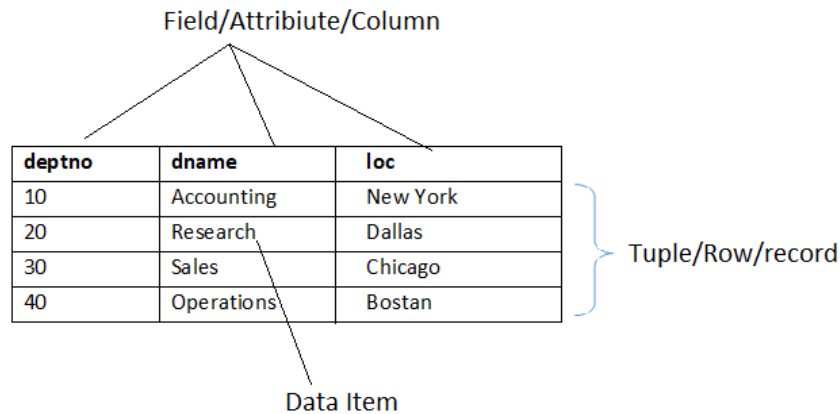 Field/Attribiute/Column
deptno dname loc
10 Accounting New York
20 Research Dallas
30 Sales Chicago
40 Operations Bostan
Tuple/Row/record
Data Item